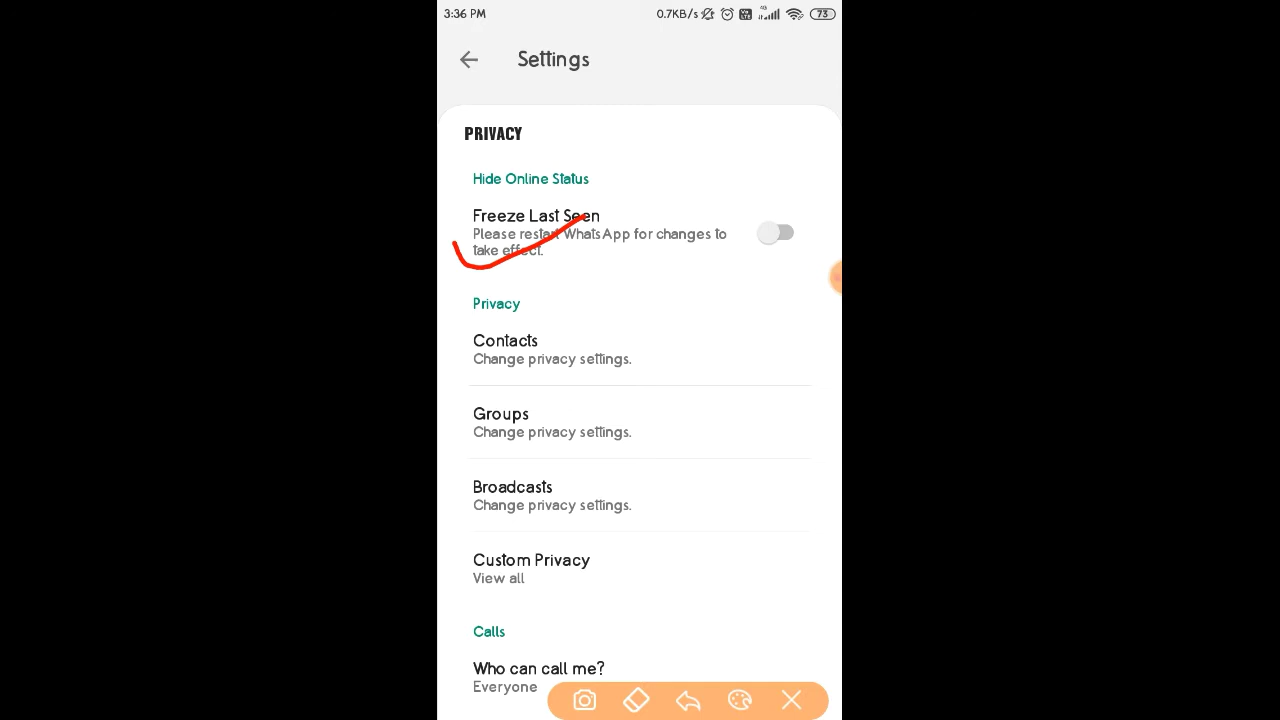 3:36 PM
0.7KB/s
4G
73
Settings
PRIVACY
Hide Online Status
Freeze Last Seen
Please restart WhatsApp for changes to
take effect.
Privacy
Contacts
Change privacy settings.
Groups
Change privacy settings.
Broadcasts
Change privacy settings.
Custom Privacy
View all
Calls
Who can call me?
Everyone